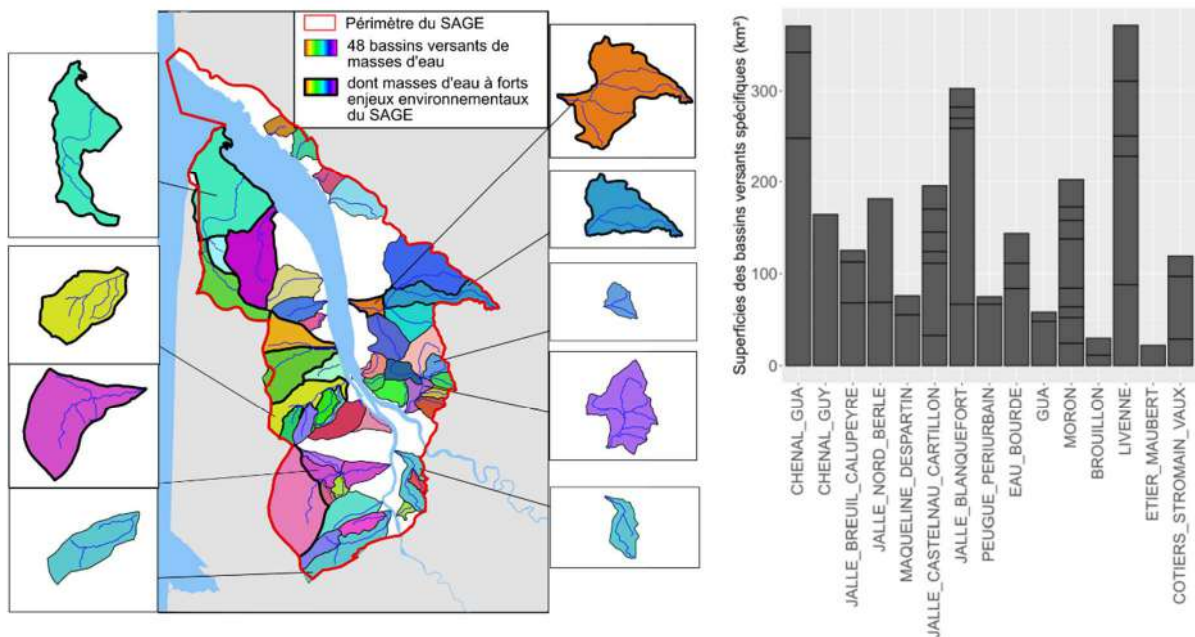 Périmètre du SAGE
48 bassins versants de
masses d'eau
dont masses d'eau à forts
enjeux environnementaux
du SAGE
Superficies des bassins versants spécifiques (km²)
300
200
100
0
CHENAL_GUA
CHENAL_GUY
JALLE_BREUIL_CALUPEYRE
JALLE_NORD_BERLE
MAQUELINE_DESPARTIN
JALLE_CASTELNAU_CARTILLON
JALLE_BLANQUEFORT
PEUGUE_PERIURBAIN
EAU_BOURDE
GUA
MORON
BROUILLON
LIVENNE
ETIER_MAUBERT
COTIERS_STROMAIN_VAUX